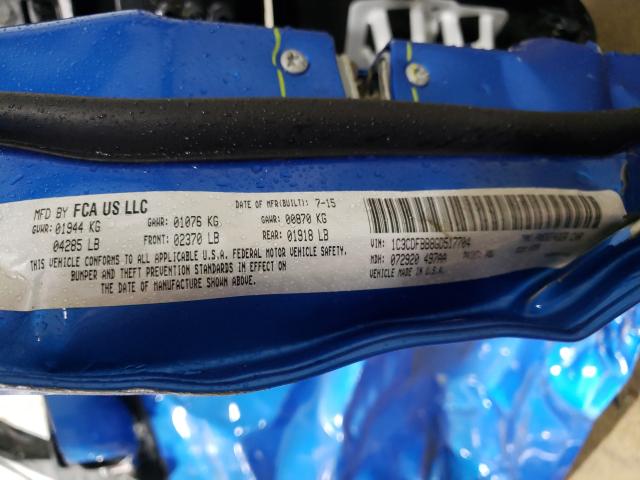 MFD BY FCA US LLC
DATE OF MFR(BUILT): 7-15
GVWR: 01944 KG GAWR: 01076 KG GAWR: 00870 KG
04285 LB FRONT: 02370 LB REAR: 01918 LB
THIS VEHICLE CONFORMS TO ALL APPLICABLE U.S.A. FEDERAL MOTOR VEHICLE SAFETY,
BUMPER AND THEFT PREVENTION STANDARDS IN EFFECT ON
THE DATE OF MANUFACTURE SHOWN ABOVE.
VIN: 1C3CDFBB8GD517704
MDH: 072920 497AA
VEHICLE MADE IN U.S.A.